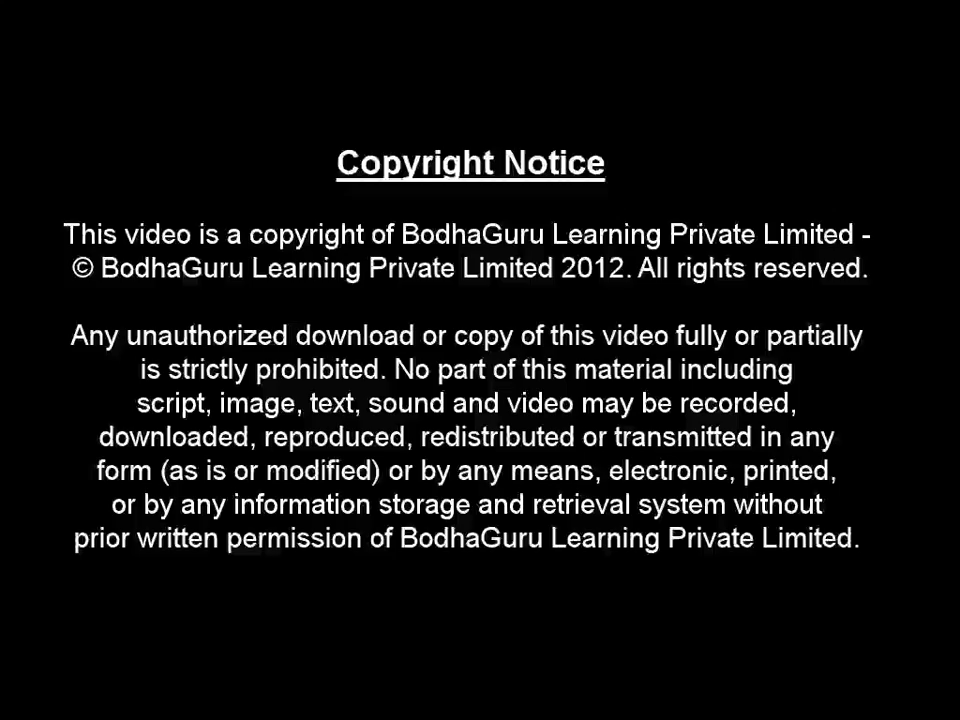 Copyright Notice
This video is a copyright of BodhaGuru Learning Private Limited -
© BodhaGuru Learning Private Limited 2012. All rights reserved.
Any unauthorized download or copy of this video fully or partially
is strictly prohibited. No part of this material including
script, image, text, sound and video may be recorded,
downloaded, reproduced, redistributed or transmitted in any
form (as is or modified) or by any means, electronic, printed,
or by any information storage and retrieval system without
prior written permission of BodhaGuru Learning Private Limited.